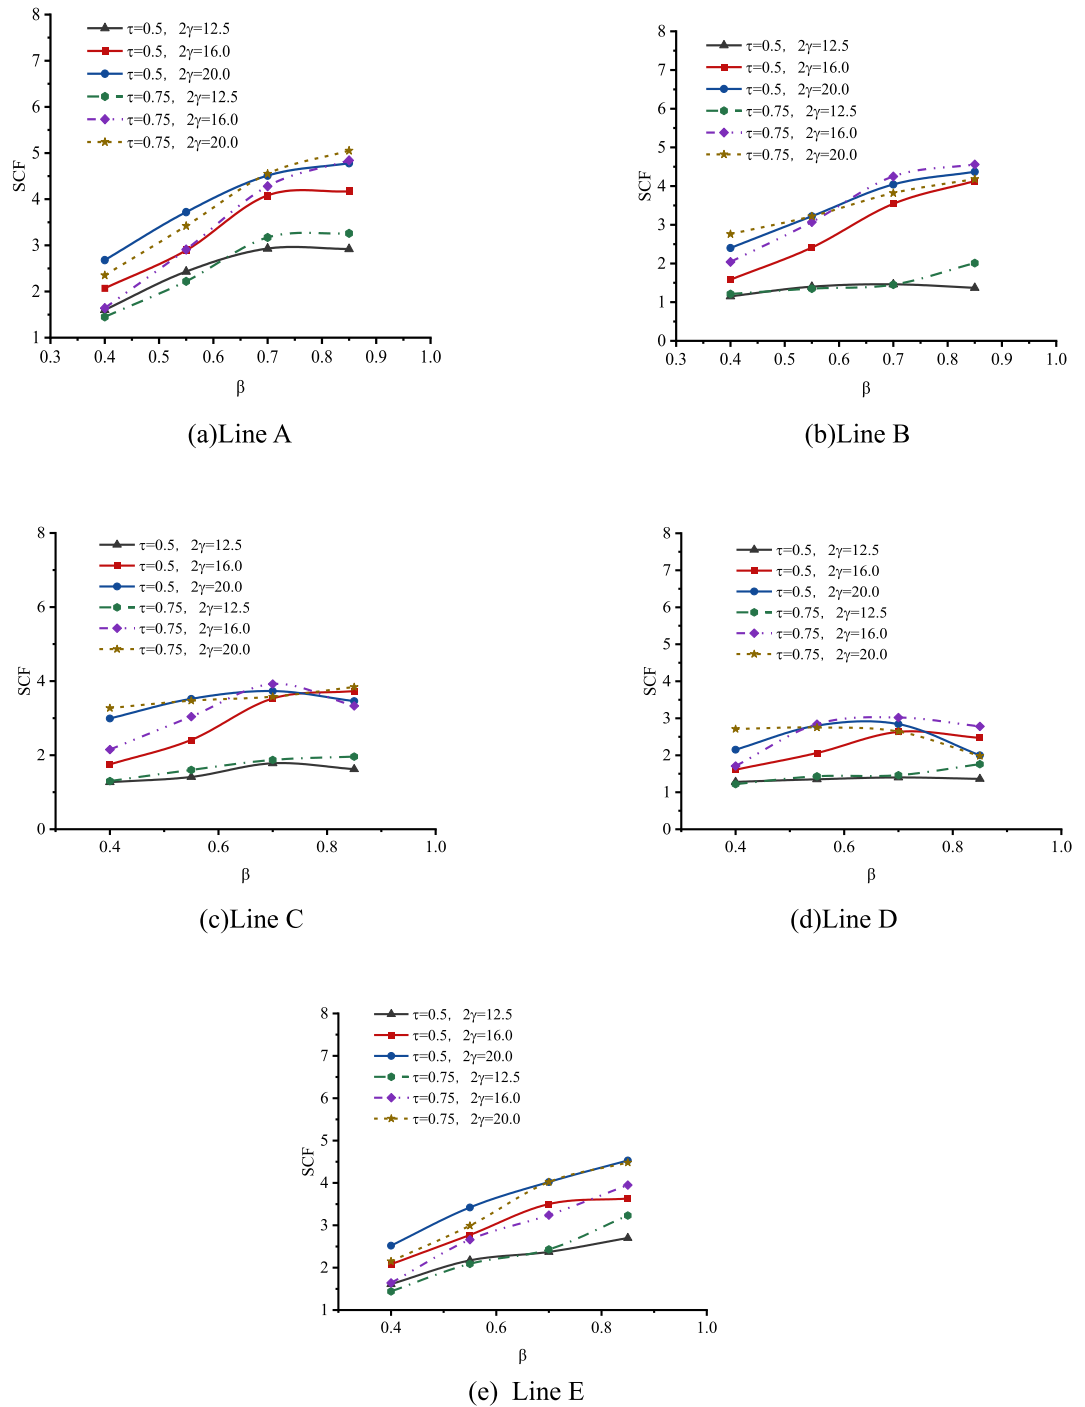 8
7
6
5
4
3
2
1
SCF
τ=0.5, 2γ=12.5
τ=0.5, 2γ=16.0
τ=0.5, 2γ=20.0
τ=0.75, 2γ=12.5
τ=0.75, 2γ=16.0
τ=0.75, 2γ=20.0
0.3 0.4 0.5 0.6 0.7 0.8 0.9 1.0
β
(a)Line A
8
7
6
5
4
3
2
1
0
SCF
τ=0.5, 2γ=12.5
τ=0.5, 2γ=16.0
τ=0.5, 2γ=20.0
τ=0.75, 2γ=12.5
τ=0.75, 2γ=16.0
τ=0.75, 2γ=20.0
0.3 0.4 0.5 0.6 0.7 0.8 0.9 1.0
β
(b)Line B
8
6
4
2
0
SCF
τ=0.5, 2γ=12.5
τ=0.5, 2γ=16.0
τ=0.5, 2γ=20.0
τ=0.75, 2γ=12.5
τ=0.75, 2γ=16.0
τ=0.75, 2γ=20.0
0.4 0.6 0.8 1.0
β
(c)Line C
8
7
6
5
4
3
2
1
0
SCF
τ=0.5, 2γ=12.5
τ=0.5, 2γ=16.0
τ=0.5, 2γ=20.0
τ=0.75, 2γ=12.5
τ=0.75, 2γ=16.0
τ=0.75, 2γ=20.0
0.4 0.6 0.8 1.0
β
(d)Line D
8
7
6
5
4
3
2
1
SCF
τ=0.5, 2γ=12.5
τ=0.5, 2γ=16.0
τ=0.5, 2γ=20.0
τ=0.75, 2γ=12.5
τ=0.75, 2γ=16.0
τ=0.75, 2γ=20.0
0.4 0.6 0.8 1.0
β
(e) Line E